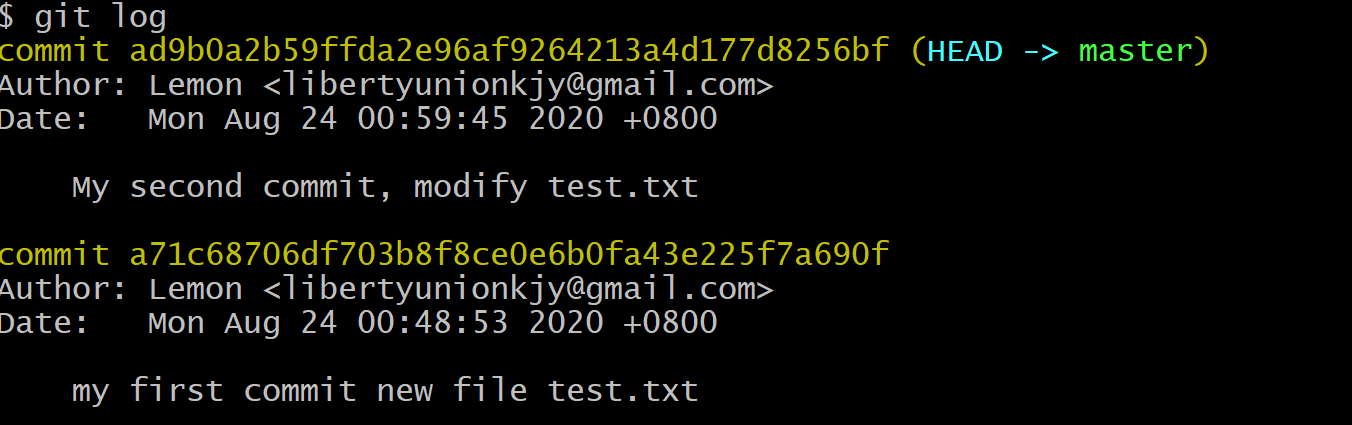 $ git log
commit ad9b0a2b59ffda2e96af9264213a4d177d8256bf (HEAD -> master)
Author: Lemon <libertyunionkjy@gmail.com>
Date:   Mon Aug 24 00:59:45 2020 +0800
My second commit, modify test.txt
commit a71c68706df703b8f8ce0e6b0fa43e225f7a690f
Author: Lemon <libertyunionkjy@gmail.com>
Date:   Mon Aug 24 00:48:53 2020 +0800
my first commit new file test.txt